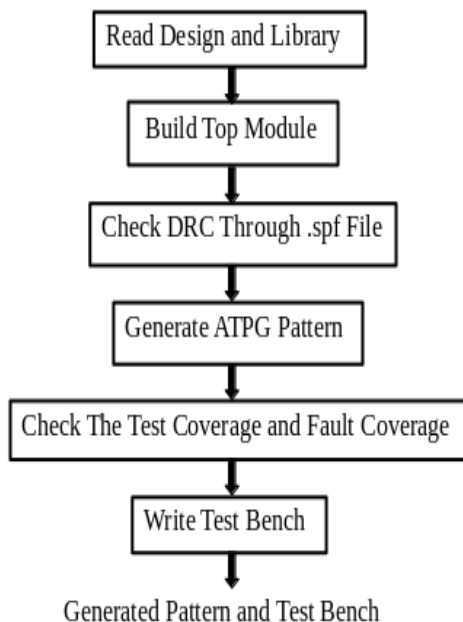 Read Design and Library
Build Top Module
Check DRC Through .spf File
Generate ATPG Pattern
Check The Test Coverage and Fault Coverage
Write Test Bench
Generated Pattern and Test Bench